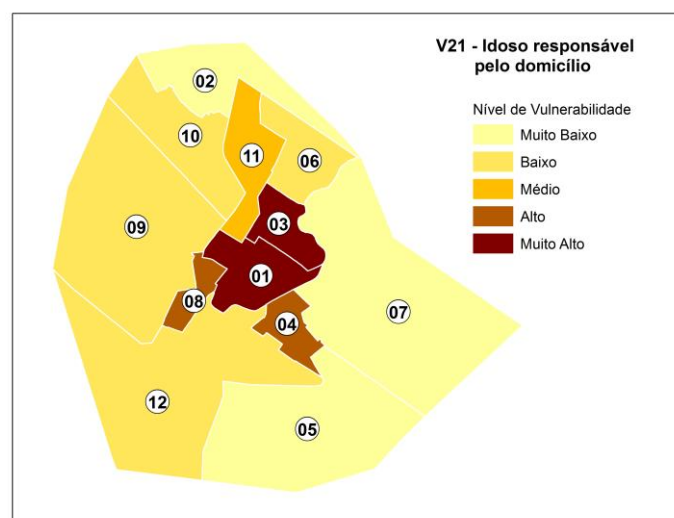 V21 - Idoso responsável
pelo domicílio
Nível de Vulnerabilidade
Muito Baixo
Baixo
Médio
Alto
Muito Alto
02
10
11
06
09
03
01
08
04
07
12
05